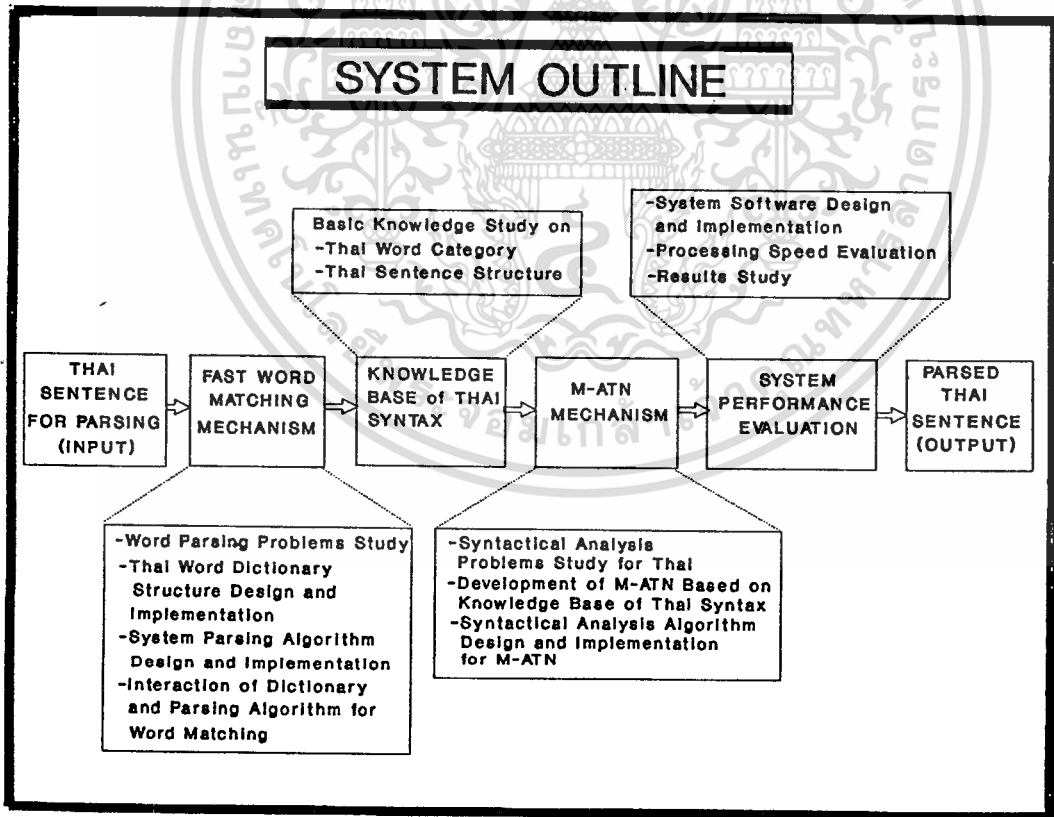 SYSTEM OUTLINE
Basic Knowledge Study on
-Thai Word Category
-Thai Sentence Structure
-System Software Design
and Implementation
-Processing Speed Evaluation
-Results Study
THAI
SENTENCE
FOR PARSING
(INPUT)
FAST WORD
MATCHING
MECHANISM
KNOWLEDGE
BASE of THAI
SYNTAX
M-ATN
MECHANISM
SYSTEM
PERFORMANCE
EVALUATION
PARSED
THAI
SENTENCE
(OUTPUT)
-Word Parsing Problems Study
-Thai Word Dictionary
Structure Design and
Implementation
-System Parsing Algorithm
Design and Implementation
-Interaction of Dictionary
and Parsing Algorithm for
Word Matching
-Syntactical Analysis
Problems Study for Thai
-Development of M-ATN Based on
Knowledge Base of Thai Syntax
-Syntactical Analysis Algorithm
Design and Implementation
for M-ATN